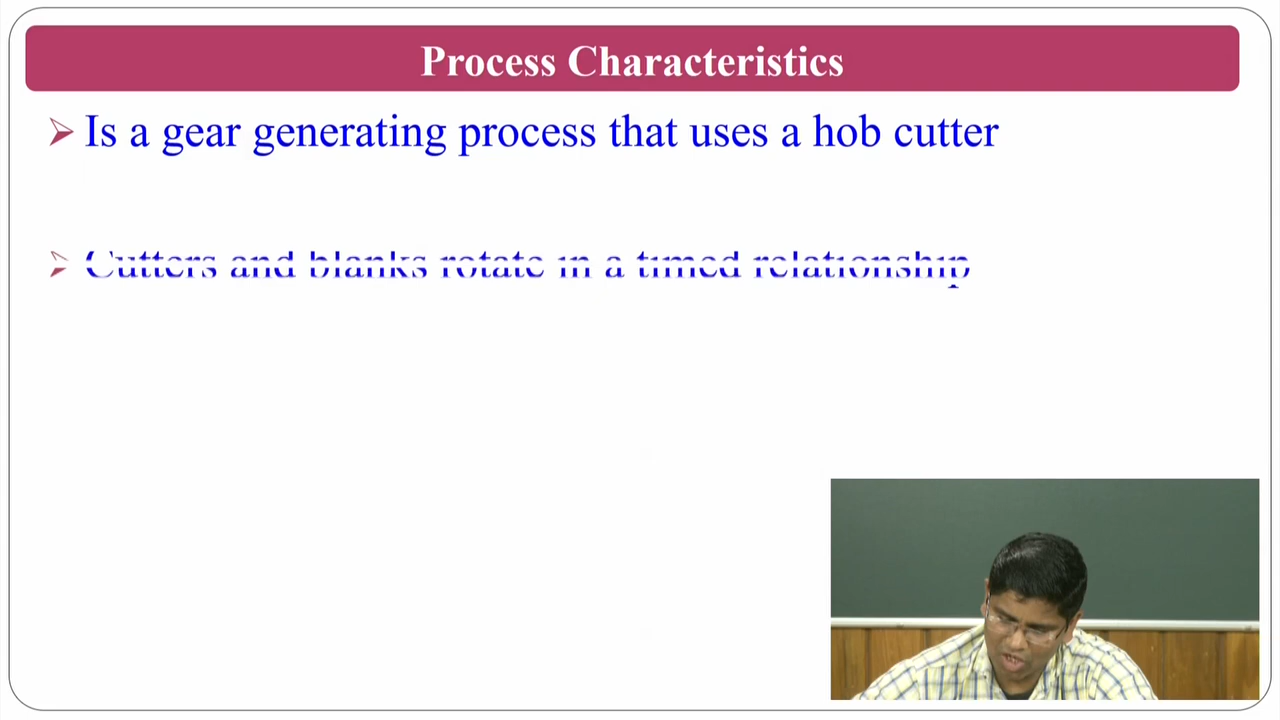 Process Characteristics
Is a gear generating process that uses a hob cutter
Cutters and blanks rotate in a timed relationship